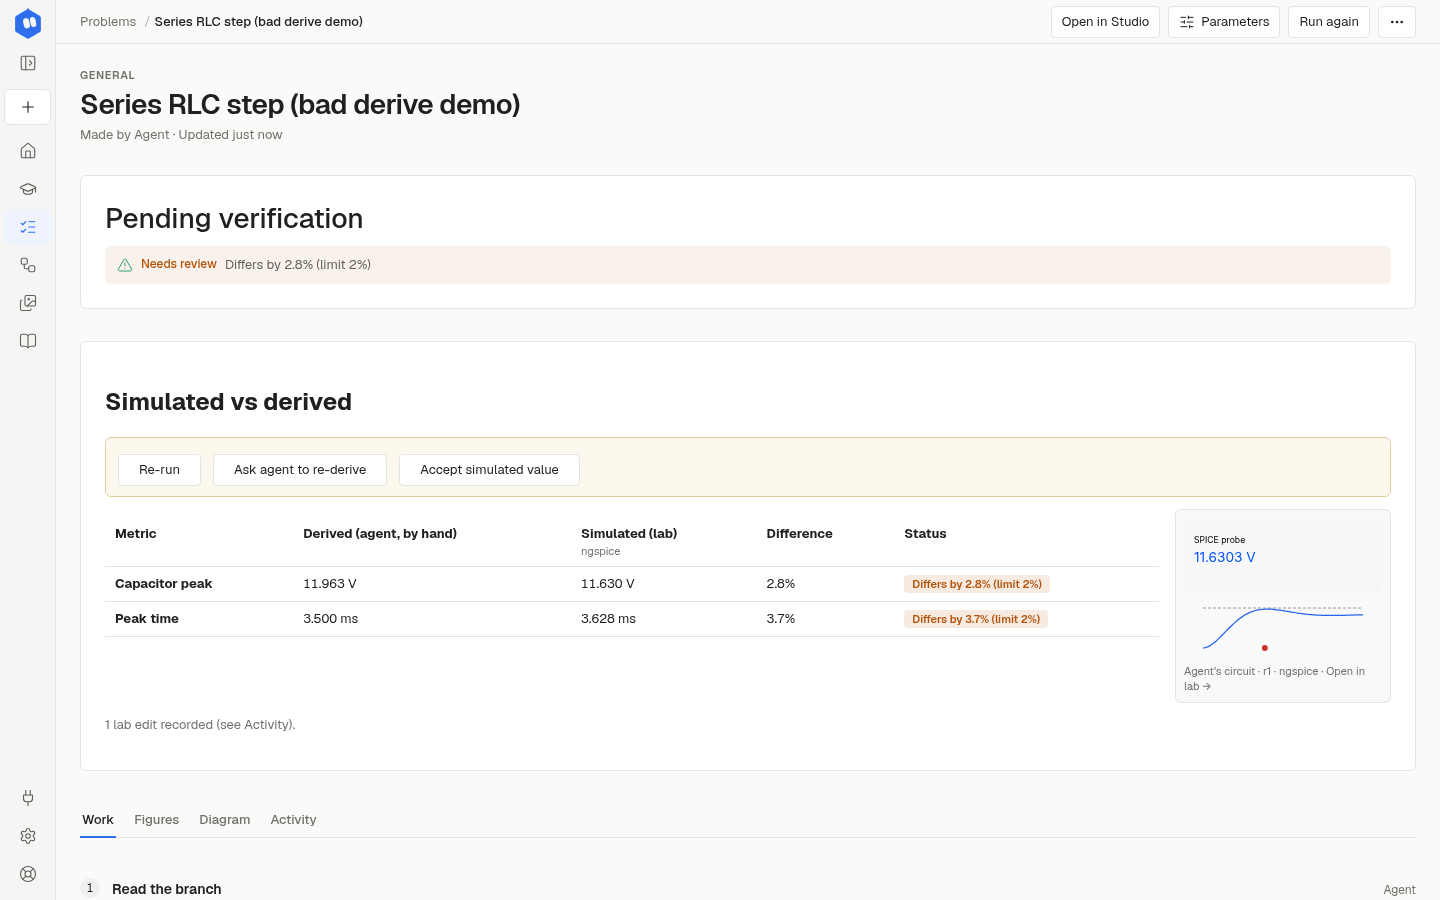 Problems / Series RLC step (bad derive demo)
Open in Studio
Parameters
Run again
GENERAL
Series RLC step (bad derive demo)
Made by Agent · Updated just now
Pending verification
Needs review Differs by 2.8% (limit 2%)
Simulated vs derived
Re-run
Ask agent to re-derive
Accept simulated value
Metric Derived (agent, by hand) Simulated (lab) Difference Status
ngspice
Capacitor peak 11.963 V 11.630 V 2.8% Differs by 2.8% (limit 2%)
Peak time 3.500 ms 3.628 ms 3.7% Differs by 3.7% (limit 2%)
SPICE probe
11.6303 V
Agent's circuit · r1 · ngspice · Open in
lab →
1 lab edit recorded (see Activity).
Work Figures Diagram Activity
1 Read the branch Agent